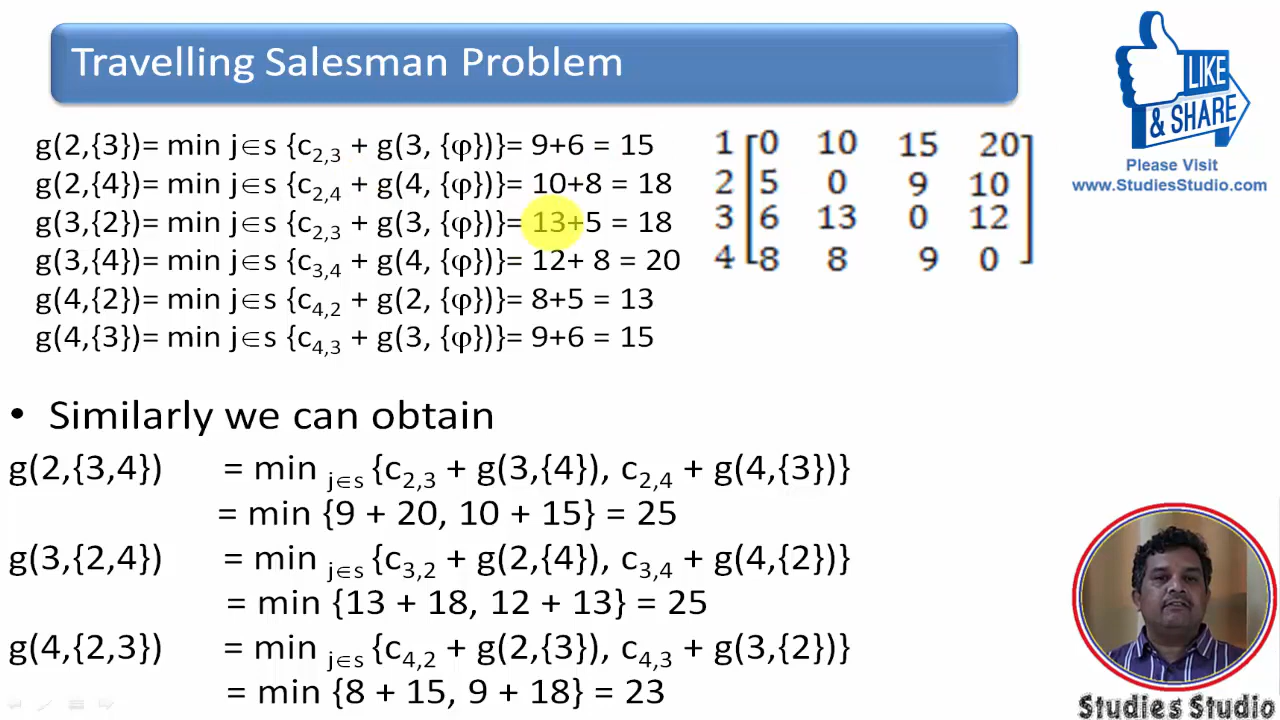 Travelling Salesman Problem
LIKE
& SHARE
Please Visit
www.StudiesStudio.com
g(2,{3})= min j∈s {c2,3 + g(3, {φ})}= 9+6 = 15
g(2,{4})= min j∈s {c2,4 + g(4, {φ})}= 10+8 = 18
g(3,{2})= min j∈s {c2,3 + g(3, {φ})}= 13+5 = 18
g(3,{4})= min j∈s {c3,4 + g(4, {φ})}= 12+ 8 = 20
g(4,{2})= min j∈s {c4,2 + g(2, {φ})}= 8+5 = 13
g(4,{3})= min j∈s {c4,3 + g(3, {φ})}= 9+6 = 15
1 [0 10 15 20]
2 5 0 9 10
3 6 13 0 12
4 8 8 9 0
• Similarly we can obtain
g(2,{3,4}) = min j∈s {c2,3 + g(3,{4}), c2,4 + g(4,{3})}
= min {9 + 20, 10 + 15} = 25
g(3,{2,4}) = min j∈s {c3,2 + g(2,{4}), c3,4 + g(4,{2})}
= min {13 + 18, 12 + 13} = 25
g(4,{2,3}) = min j∈s {c4,2 + g(2,{3}), c4,3 + g(3,{2})}
= min {8 + 15, 9 + 18} = 23
Studies Studio